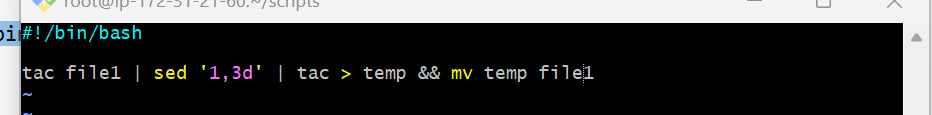 root@ip-172-31-21-60:~/scripts
#!/bin/bash
tac file1 | sed '1,3d' | tac > temp && mv temp file1
~
~